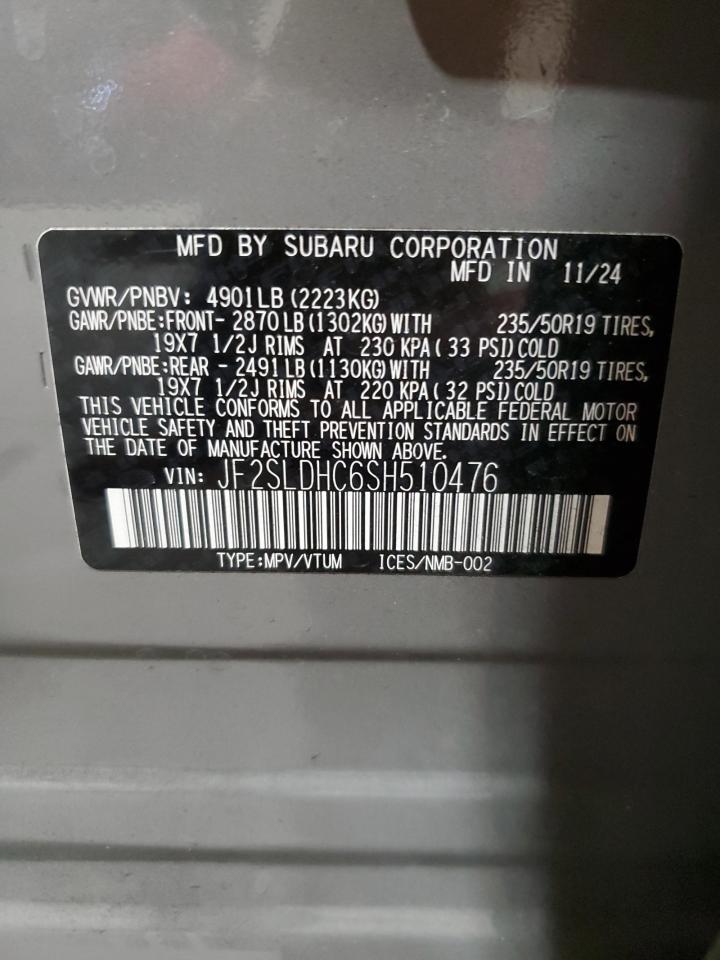 MFD BY SUBARU CORPORATION
MFD IN 11/24
GVWR/PNBV: 4901LB(2223KG)
GAWR/PNBE:FRONT- 2870LB(1302KG)WITH 235/50R19 TIRES,
19X7 1/2J RIMS AT 230 KPA( 33 PSI)COLD
GAWR/PNBE:REAR - 2491LB(1130KG)WITH 235/50R19 TIRES,
19X7 1/2J RIMS AT 220 KPA( 32 PSI)COLD
THIS VEHICLE CONFORMS TO ALL APPLICABLE FEDERAL MOTOR
VEHICLE SAFETY AND THEFT PREVENTION STANDARDS IN EFFECT ON
THE DATE OF MANUFACTURE SHOWN ABOVE.
VIN: JF2SLDHC6SH510476
TYPE:MPV/VTUM ICES/NMB-002